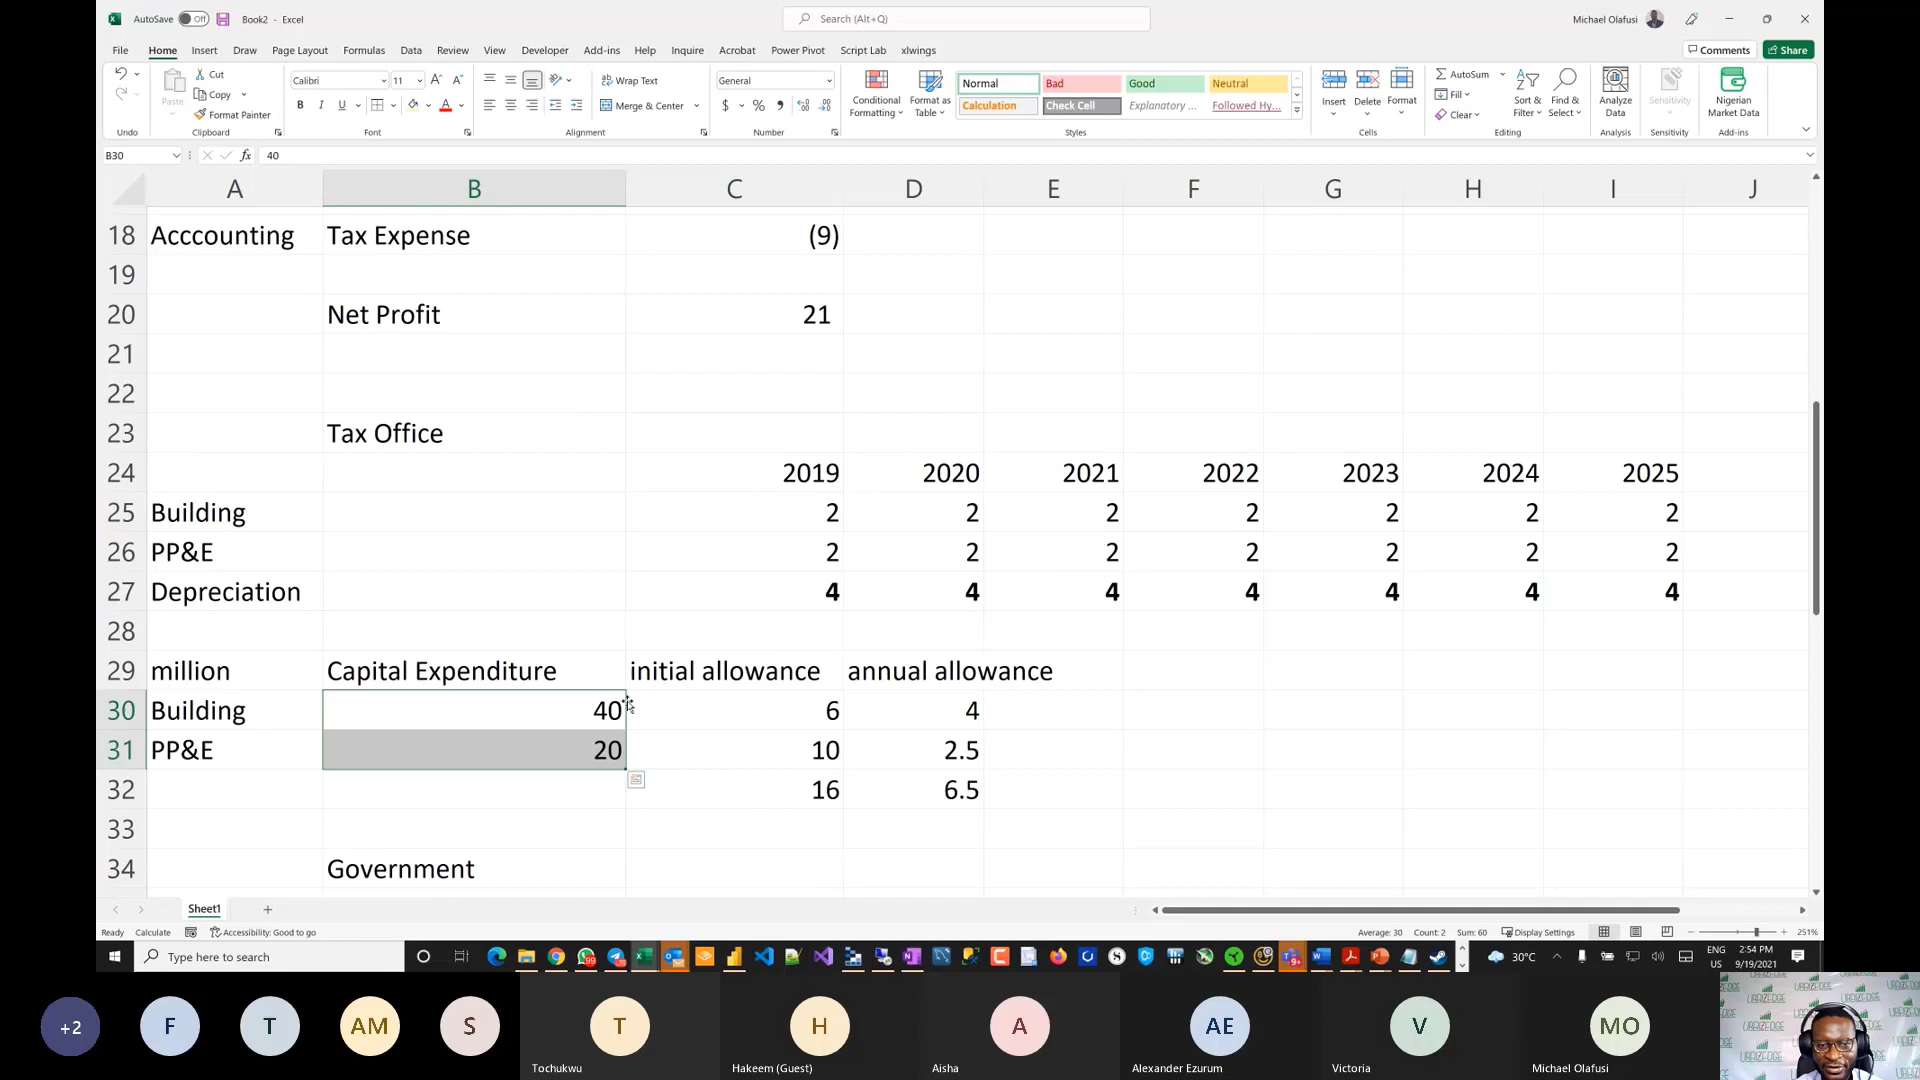 AutoSave Off Book2 - Excel Search (Alt+Q) Michael Olafusi
File Home Insert Draw Page Layout Formulas Data Review View Developer Add-ins Help Inquire Acrobat Power Pivot Script Lab xlwings Comments Share
Cut Calibri 11 A A Wrap Text General Normal Bad Good Neutral AutoSum
Copy Fill
Paste Format Painter B I U A Merge & Center $ % Conditional Formatting Format as Table Calculation Check Cell Explanatory ... Followed Hy... Insert Delete Format Clear Sort & Filter Find & Select Analyze Data Sensitivity Nigerian Market Data
Undo Clipboard Font Alignment Number Styles Cells Editing Analysis Sensitivity Add-ins
B30 fx 40
A B C D E F G H I J
18 Acccounting Tax Expense (9)
19
20 Net Profit 21
21
22
23 Tax Office
24 2019 2020 2021 2022 2023 2024 2025
25 Building 2 2 2 2 2 2 2
26 PP&E 2 2 2 2 2 2 2
27 Depreciation 4 4 4 4 4 4 4
28
29 million Capital Expenditure initial allowance annual allowance
30 Building 40 6 4
31 PP&E 20 10 2.5
32 16 6.5
33
34 Government
Sheet1
Ready Calculate Accessibility: Good to go Average: 30 Count: 2 Sum: 60 Display Settings 251%
Type here to search 99 30°C ENG US 2:54 PM 9/19/2021
+2 F T AM S T H A AE V MO
Tochukwu Hakeem (Guest) Aisha Alexander Ezurum Victoria Michael Olafusi
URBIZEDGE